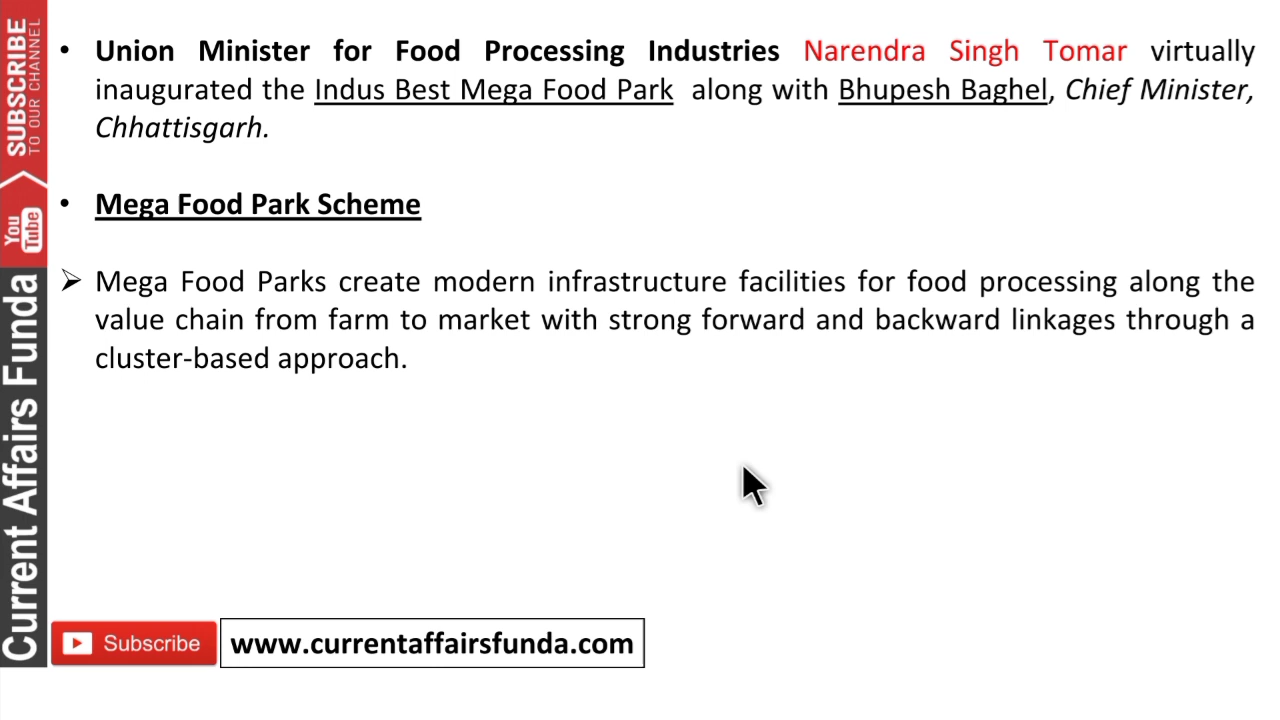 • Union Minister for Food Processing Industries Narendra Singh Tomar virtually
inaugurated the Indus Best Mega Food Park along with Bhupesh Baghel, Chief Minister,
Chhattisgarh.
• Mega Food Park Scheme
➢ Mega Food Parks create modern infrastructure facilities for food processing along the
value chain from farm to market with strong forward and backward linkages through a
cluster-based approach.
SUBSCRIBE
TO OUR CHANNEL
You
Tube
Current Affairs Funda
Subscribe
www.currentaffairsfunda.com